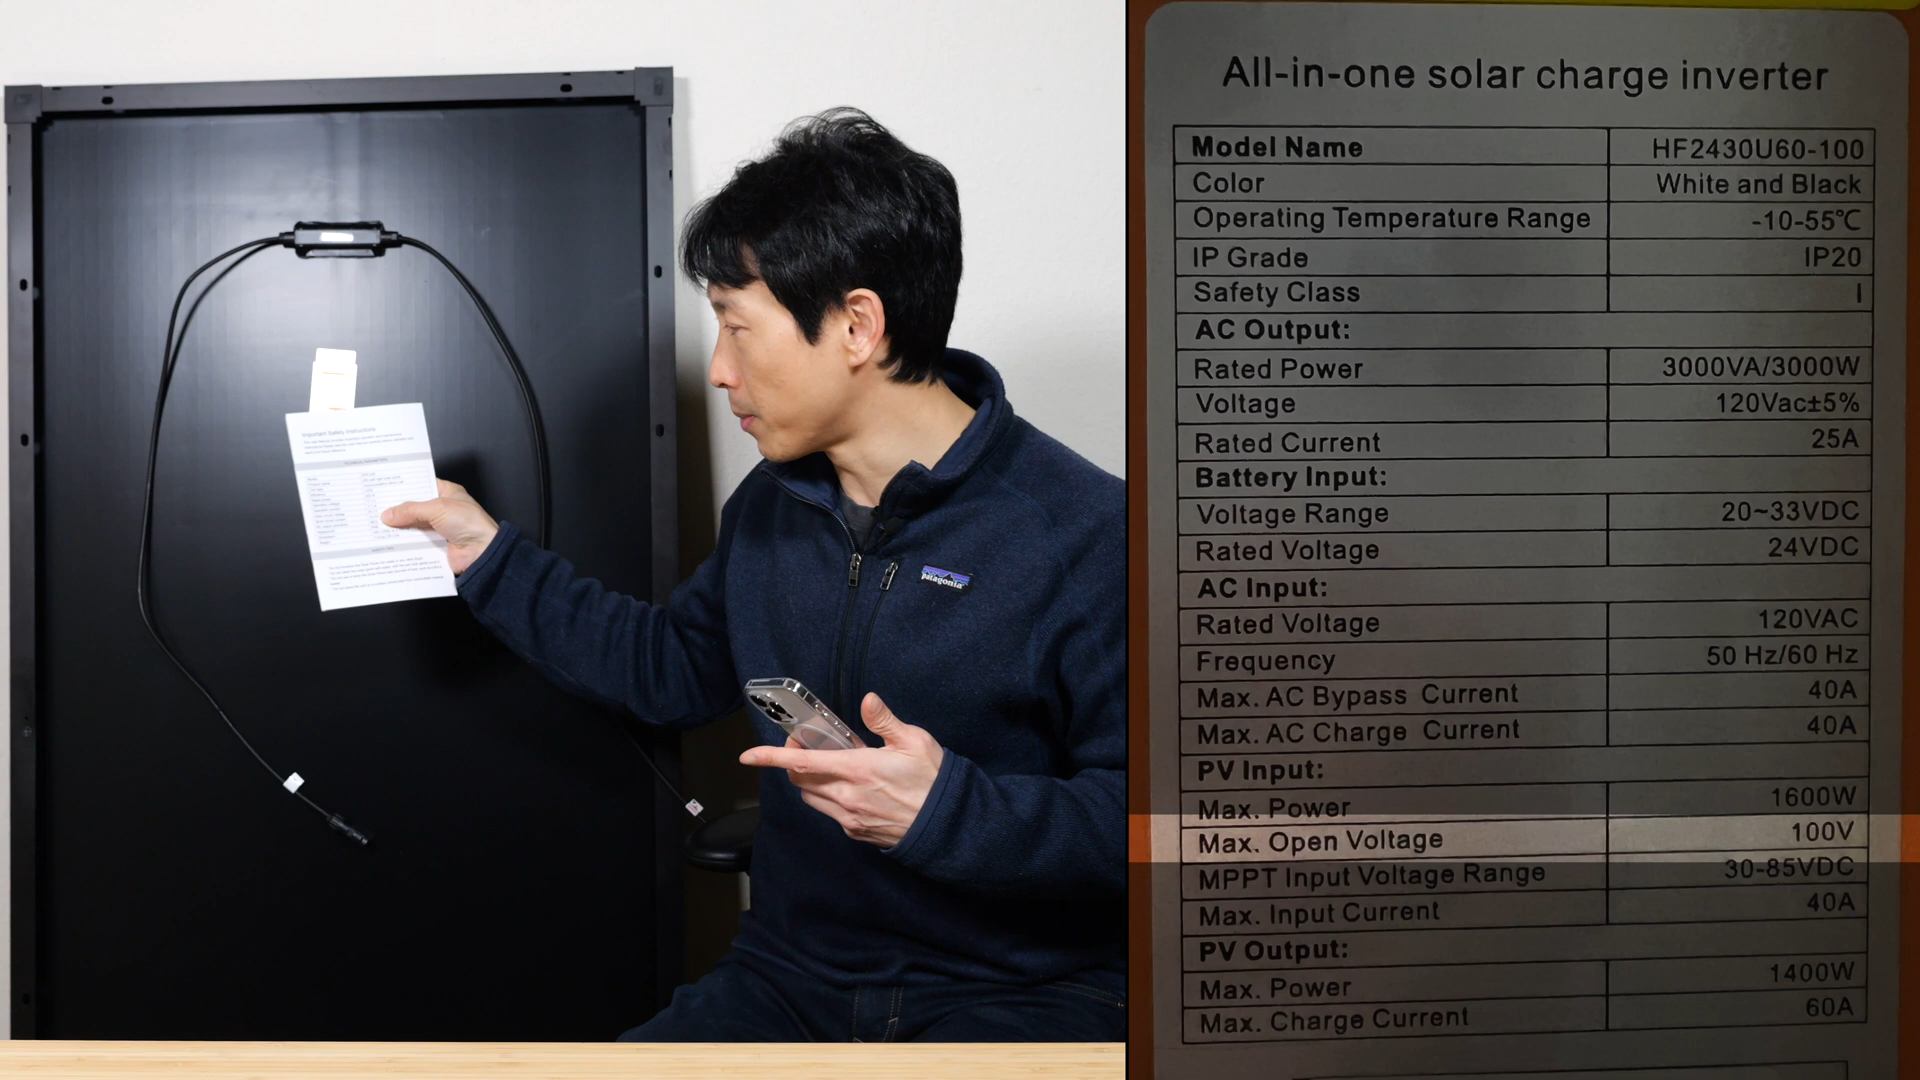 Important Safety Instructions
patagonia
All-in-one solar charge inverter
Model Name HF2430U60-100
Color White and Black
Operating Temperature Range -10-55℃
IP Grade IP20
Safety Class I
AC Output:
Rated Power 3000VA/3000W
Voltage 120Vac±5%
Rated Current 25A
Battery Input:
Voltage Range 20~33VDC
Rated Voltage 24VDC
AC Input:
Rated Voltage 120VAC
Frequency 50 Hz/60 Hz
Max. AC Bypass Current 40A
Max. AC Charge Current 40A
PV Input:
Max. Power 1600W
Max. Open Voltage 100V
MPPT Input Voltage Range 30-85VDC
Max. Input Current 40A
PV Output:
Max. Power 1400W
Max. Charge Current 60A